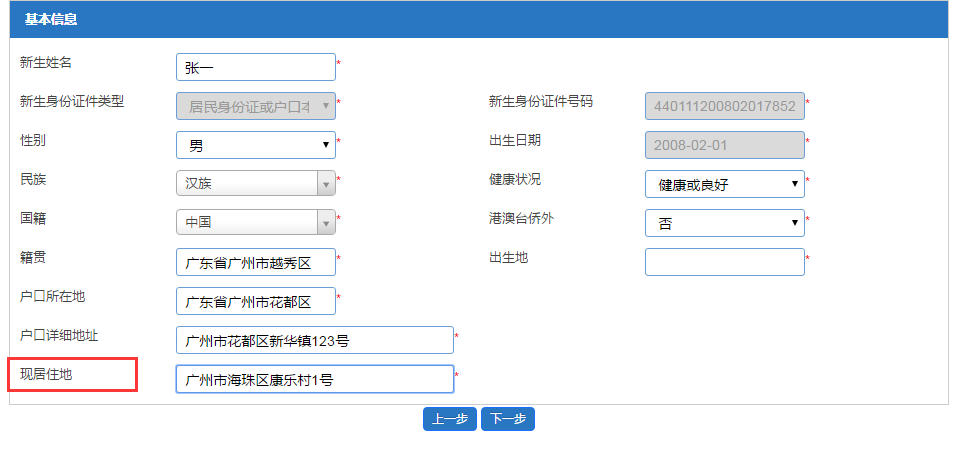 基本信息
新生姓名 张一 *
新生身份证件类型 居民身份证或户口本 * 新生身份证件号码 440111200802017852 *
性别 男 * 出生日期 2008-02-01 *
民族 汉族 * 健康状况 健康或良好 *
国籍 中国 * 港澳台侨外 否 *
籍贯 广东省广州市越秀区 * 出生地 *
户口所在地 广东省广州市花都区 *
户口详细地址 广州市花都区新华镇123号 *
现居住地 广州市海珠区康乐村1号 *
上一步 下一步